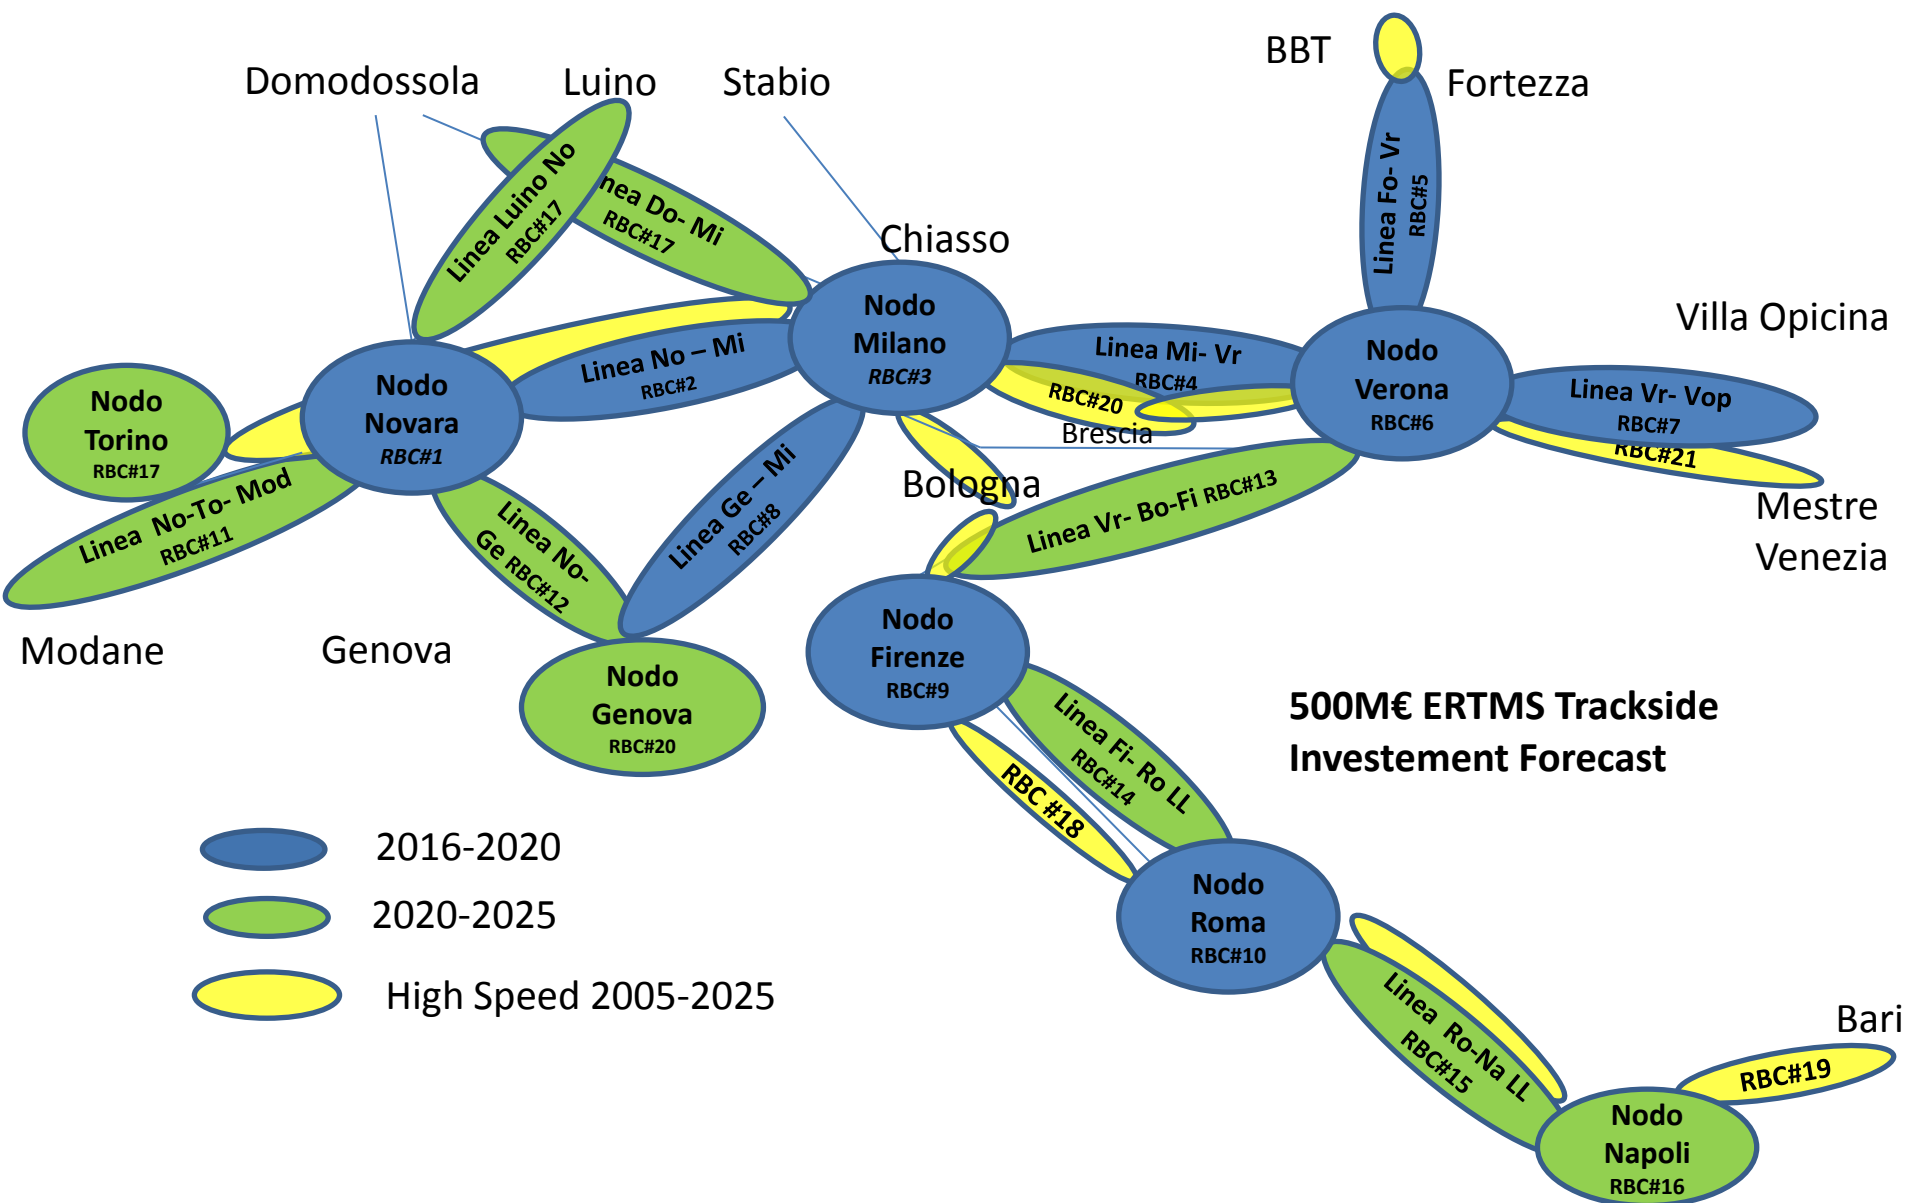 BBT
Domodossola
Luino
Stabio
Fortezza
Linea Luino No
RBC#17
nea Do- Mi
RBC#17
Linea Fo- Vr
RBC#5
Chiasso
Villa Opicina
Nodo
Milano
RBC#3
Linea No – Mi
RBC#2
Linea Mi- Vr
RBC#4
RBC#20
Brescia
Nodo
Verona
RBC#6
Linea Vr- Vop
RBC#7
RBC#21
Mestre
Venezia
Nodo
Torino
RBC#17
Nodo
Novara
RBC#1
Linea No-To- Mod
RBC#11
Linea No-
Ge RBC#12
Linea Ge – Mi
RBC#8
Bologna
Linea Vr- Bo-Fi RBC#13
Modane
Genova
Nodo
Genova
RBC#20
Nodo
Firenze
RBC#9
Linea Fi- Ro LL
RBC#14
RBC #18
500M€ ERTMS Trackside
Investement Forecast
Nodo
Roma
RBC#10
Linea Ro-Na LL
RBC#15
Bari
RBC#19
Nodo
Napoli
RBC#16
2016-2020
2020-2025
High Speed 2005-2025